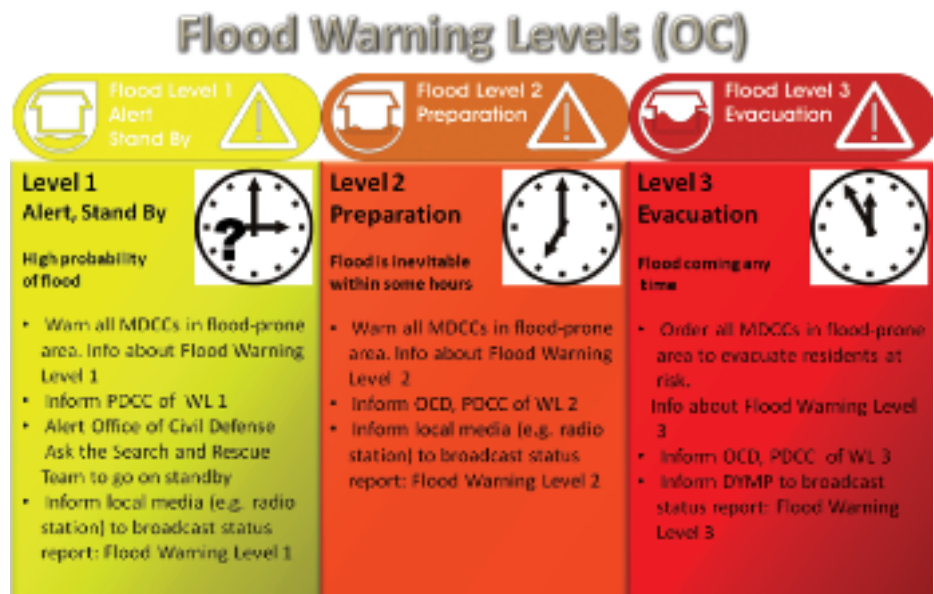 Flood Warning Levels (OC)
Flood Level 1
Alert
Stand By
Flood Level 2
Preparation
Flood Level 3
Evacuation
Level 1
Alert, Stand By
?
High probability
of flood
• Warn all MDCCs in flood-prone
area. Info about Flood Warning
Level 1
• Inform PDCC of WL 1
• Alert Office of Civil Defense
Ask the Search and Rescue
Team to go on standby
• Inform local media (e.g. radio
station) to broadcast status
report: Flood Warning Level 1
Level 2
Preparation
Flood is inevitable
within some hours
• Warn all MDCCs in flood-prone
area. Info about Flood Warning
Level 2
• Inform OCD, PDCC of WL 2
• Inform local media (e.g. radio
station) to broadcast status
report: Flood Warning Level 2
Level 3
Evacuation
Flood coming any
time
• Order all MDCCs in flood-prone
area to evacuate residents at
risk.
Info about Flood Warning Level
3
• Inform OCD, PDCC of WL 3
• Inform DYMP to broadcast
status report: Flood Warning
Level 3